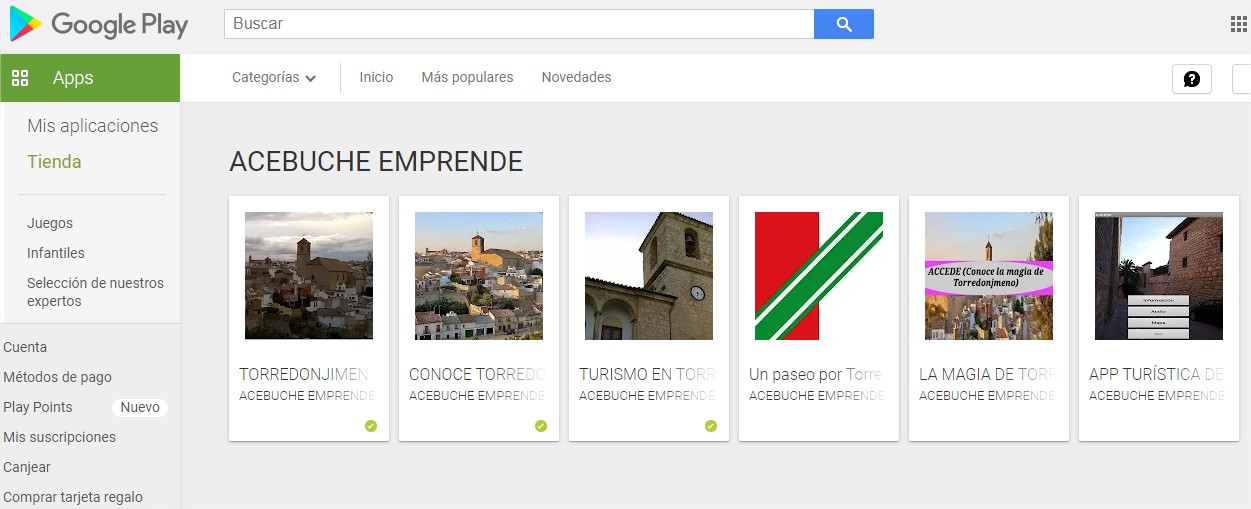 Google Play
Buscar
Apps
Categorías
Inicio
Más populares
Novedades
Mis aplicaciones
Tienda
Juegos
Infantiles
Selección de nuestros
expertos
Cuenta
Métodos de pago
Play Points
Nuevo
Mis suscripciones
Canjear
Comprar tarjeta regalo
ACEBUCHE EMPRENDE
TORREDONJIMEN
ACEBUCHE EMPRENDE
CONOCE TORREDO
ACEBUCHE EMPRENDE
TURISMO EN TORR
ACEBUCHE EMPRENDE
Un paseo por Torre
ACEBUCHE EMPRENDE
ACCEDE (Conoce la magia de
Torredonjmeno)
LA MAGIA DE TORR
ACEBUCHE EMPRENDE
Información
Audio
Mapa
APP TURÍSTICA DE
ACEBUCHE EMPRENDE